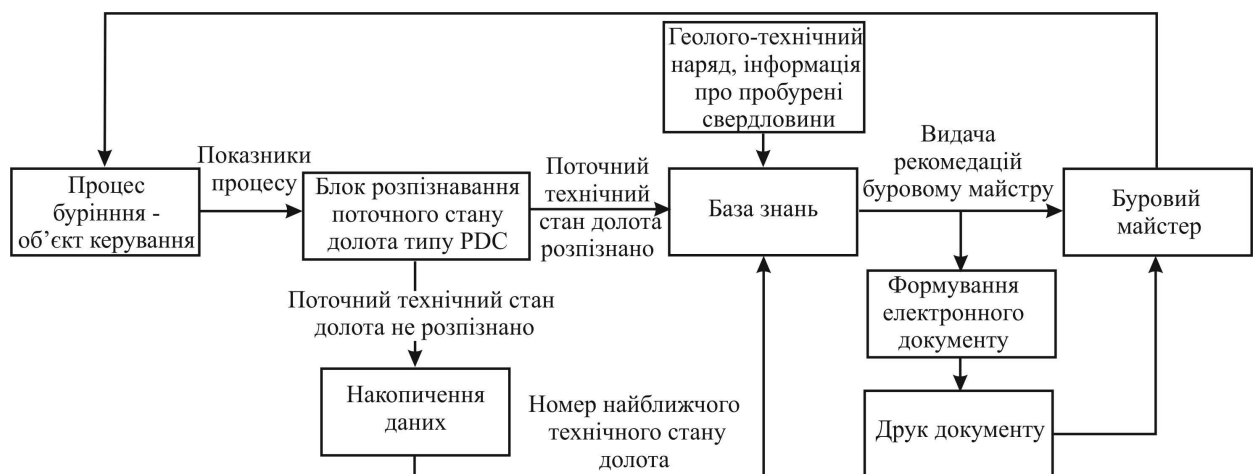 Геолого-технічний
наряд, інформація
про пробурені
свердловини
Показники
процесу
Поточний
технічний
стан долота
розпізнано
Видача
рекомедацій
буровому майстру
Процес
бурінння -
об’єкт керування
Блок розпізнавання
поточного стану
долота типу PDC
База знань
Буровий
майстер
Поточний технічний стан
долота не розпізнано
Формування
електронного
документу
Накопичення
даних
Номер найближчого
технічного стану
долота
Друк документу